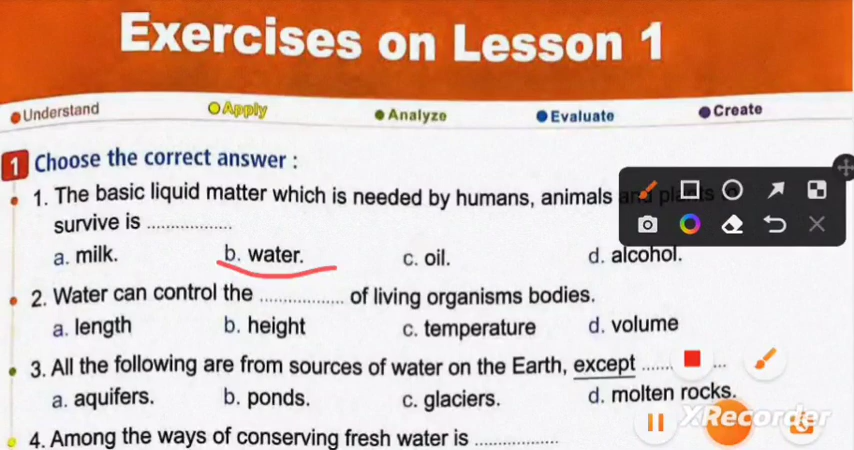 Exercises on Lesson 1
Understand Apply Analyze Evaluate Create
1 Choose the correct answer :
1. The basic liquid matter which is needed by humans, animals and plants to
survive is ..................
a. milk. b. water. c. oil. d. alcohol.
2. Water can control the .................. of living organisms bodies.
a. length b. height c. temperature d. volume
3. All the following are from sources of water on the Earth, except ..................
a. aquifers. b. ponds. c. glaciers. d. molten rocks.
XRecorder
4. Among the ways of conserving fresh water is ..................